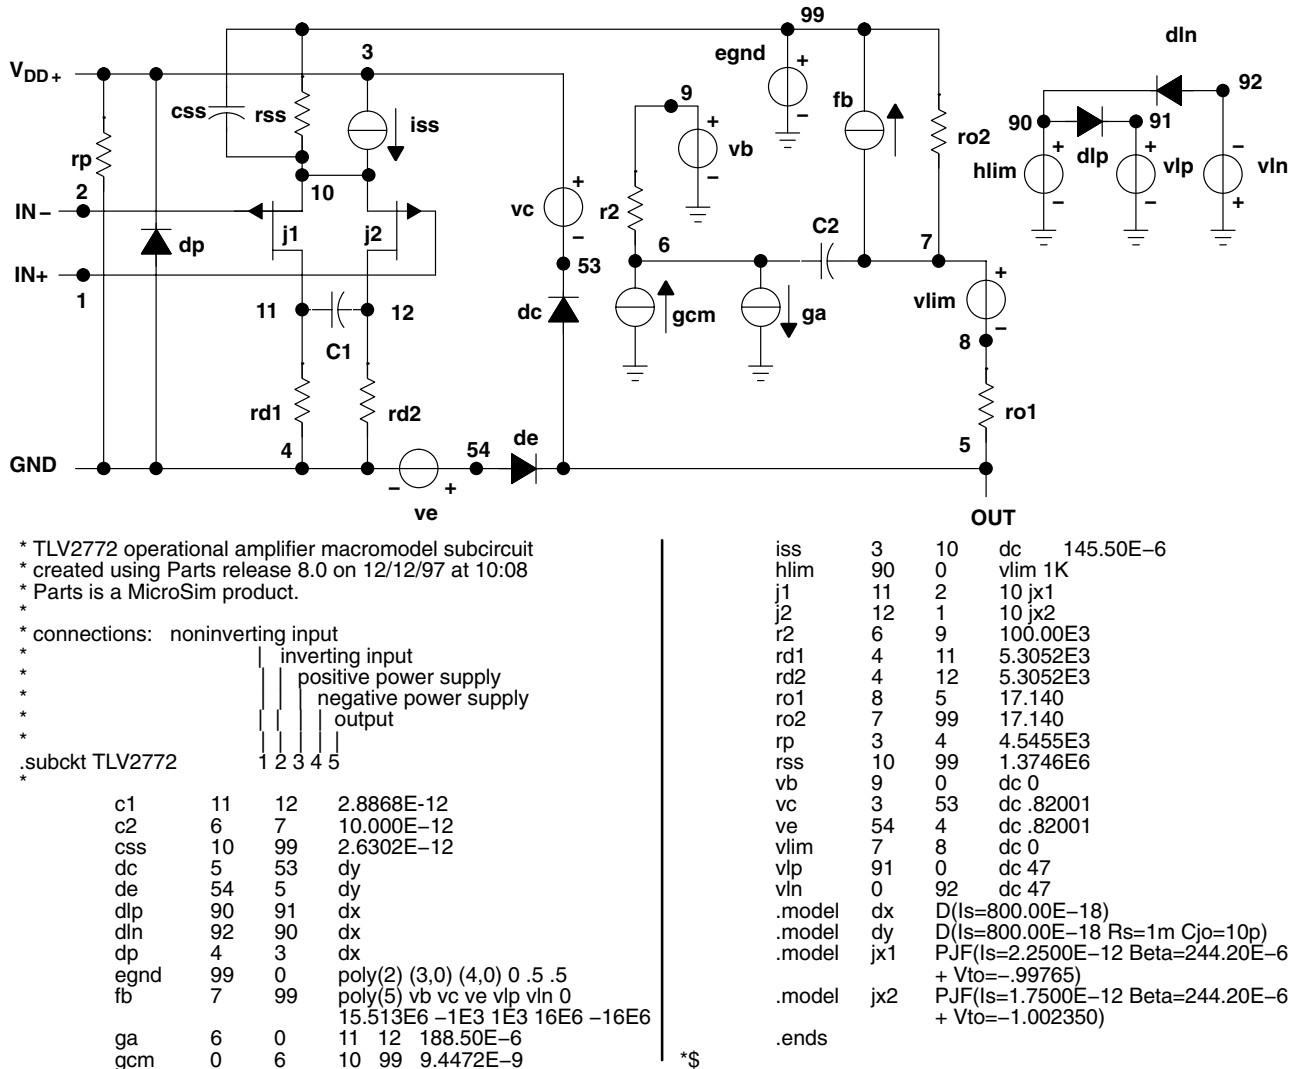 99
dln
3
egnd
+
92
VDD+
9
fb
css
rss
iss
+
90
91
ro2
vb
dlp
rp
−
−
+
+
−
2
10
hlim
vlp
vln
IN−
+
r2
−
−
+
j1
j2
vc
C2
dp
−
6
7
IN+
53
+
1
vlim
11
12
dc
gcm
ga
−
8
C1
rd1
rd2
ro1
4
54
de
5
GND
−
+
ve
OUT
* TLV2772 operational amplifier macromodel subcircuit
* created using Parts release 8.0 on 12/12/97 at 10:08
* Parts is a MicroSim product.
*
* connections: noninverting input
* | inverting input
* | | positive power supply
* | | | negative power supply
* | | | | output
* | | | | |
.subckt TLV2772 1 2 3 4 5
*
c1 11 12 2.8868E-12
c2 6 7 10.000E−12
css 10 99 2.6302E−12
dc 5 53 dy
de 54 5 dy
dlp 90 91 dx
dln 92 90 dx
dp 4 3 dx
egnd 99 0 poly(2) (3,0) (4,0) 0 .5 .5
fb 7 99 poly(5) vb vc ve vlp vln 0
15.513E6 −1E3 1E3 16E6 −16E6
ga 6 0 11 12 188.50E−6
gcm 0 6 10 99 9.4472E−9
iss 3 10 dc 145.50E−6
hlim 90 0 vlim 1K
j1 11 2 10 jx1
j2 12 1 10 jx2
r2 6 9 100.00E3
rd1 4 11 5.3052E3
rd2 4 12 5.3052E3
ro1 8 5 17.140
ro2 7 99 17.140
rp 3 4 4.5455E3
rss 10 99 1.3746E6
vb 9 0 dc 0
vc 3 53 dc .82001
ve 54 4 dc .82001
vlim 7 8 dc 0
vlp 91 0 dc 47
vln 0 92 dc 47
.model dx D(Is=800.00E−18)
.model dy D(Is=800.00E−18 Rs=1m Cjo=10p)
.model jx1 PJF(Is=2.2500E−12 Beta=244.20E−6
+ Vto=−.99765)
.model jx2 PJF(Is=1.7500E−12 Beta=244.20E−6
+ Vto=−1.002350)
.ends
*$